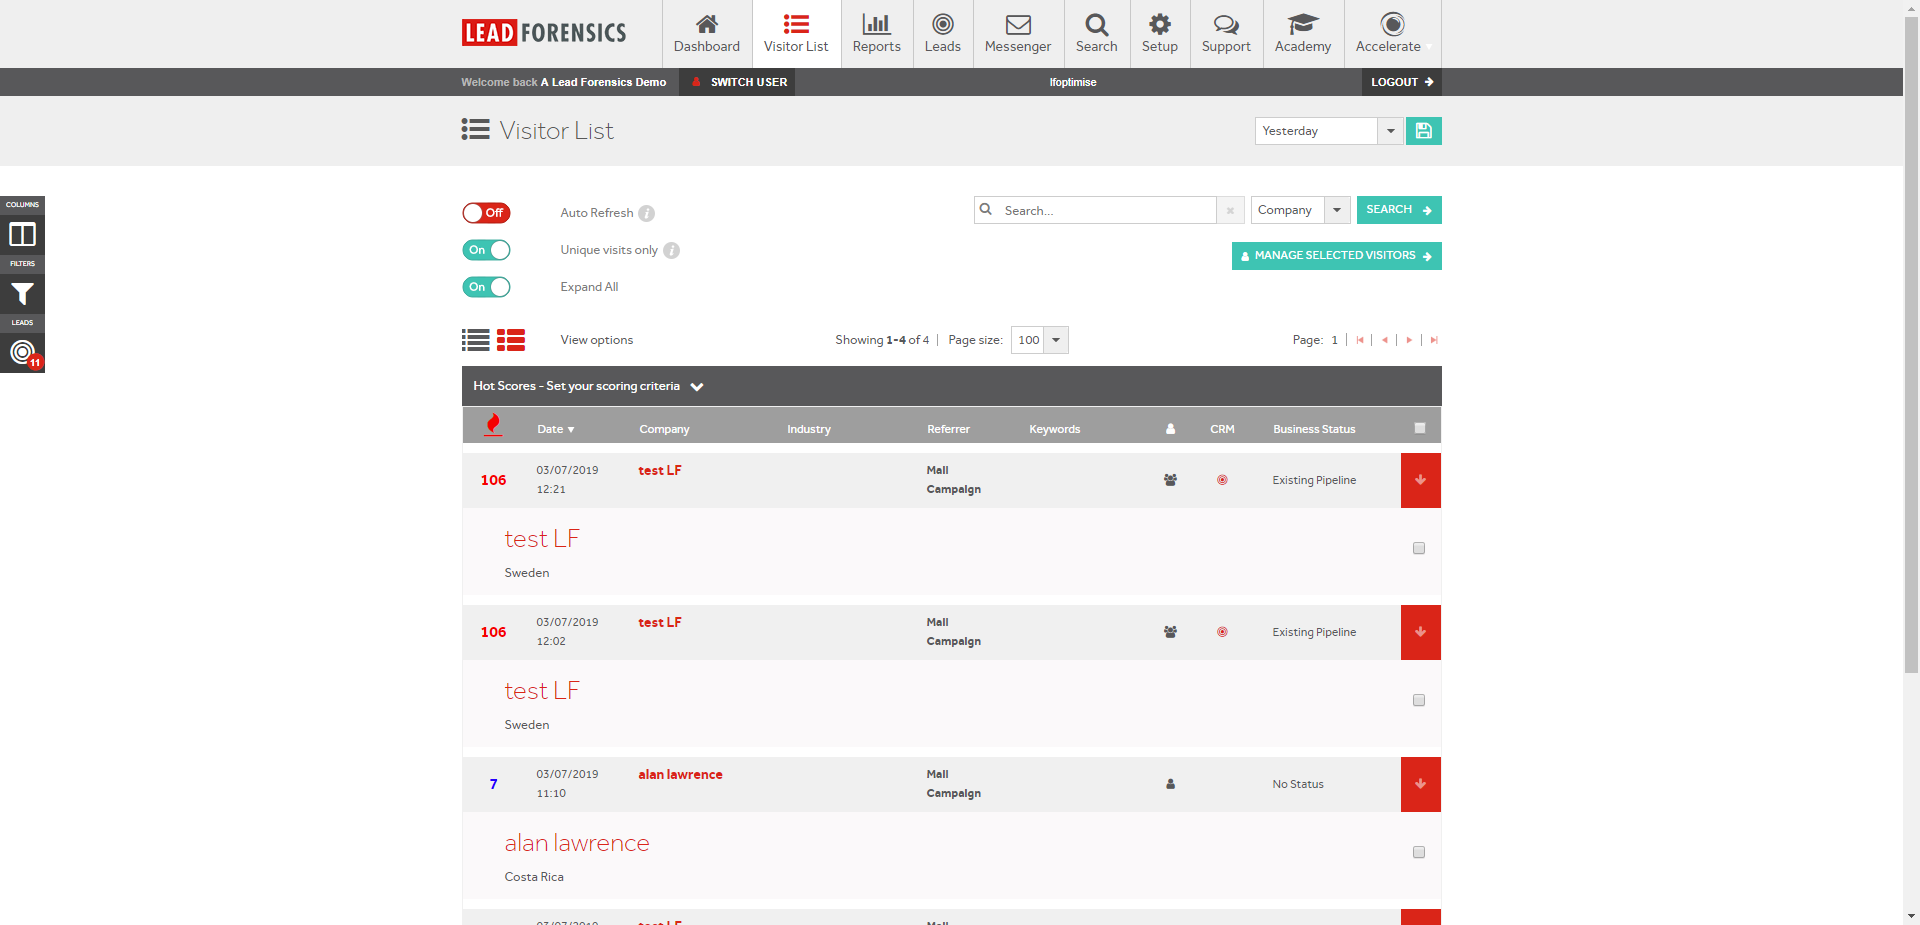 LEAD FORENSICS
Dashboard
Visitor List
Reports
Leads
Messenger
Search
Setup
Support
Academy
Accelerate
Welcome back A Lead Forensics Demo
SWITCH USER
lfoptimise
LOGOUT
Visitor List
Yesterday
COLUMNS
FILTERS
LEADS
11
Off Auto Refresh
Search...
Company
SEARCH
On Unique visits only
MANAGE SELECTED VISITORS
On Expand All
View options
Showing 1-4 of 4 | Page size: 100
Page: 1
Hot Scores - Set your scoring criteria
Date Company Industry Referrer Keywords CRM Business Status
106 03/07/2019 test LF Mail Existing Pipeline
12:21 Campaign
test LF
Sweden
106 03/07/2019 test LF Mail Existing Pipeline
12:02 Campaign
test LF
Sweden
7 03/07/2019 alan lawrence Mail No Status
11:10 Campaign
alan lawrence
Costa Rica
03/07/2019 test LF Mail